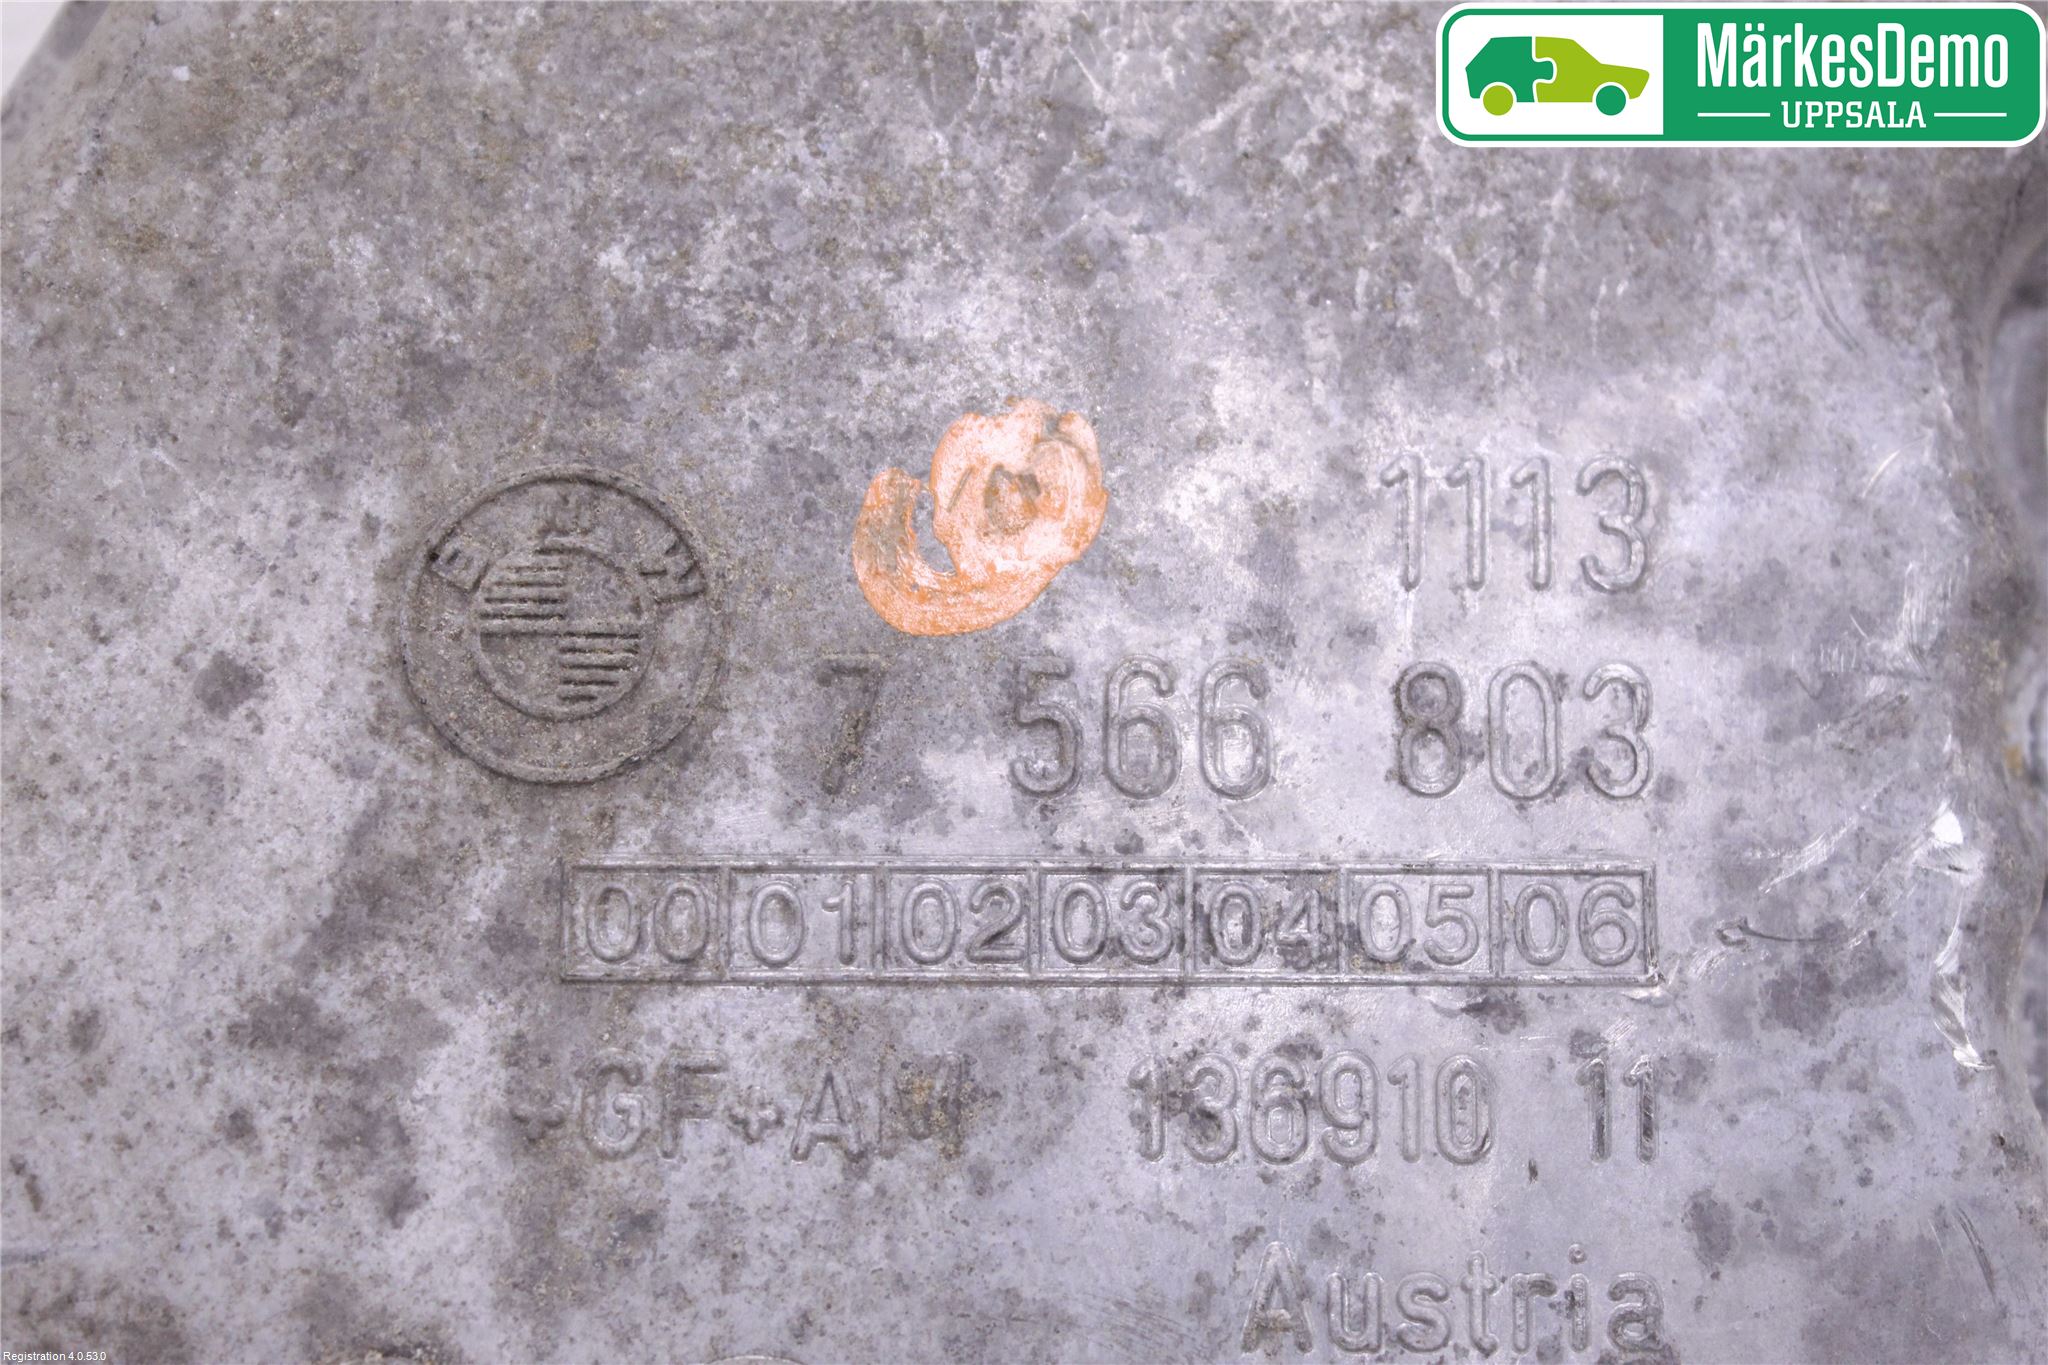 MärkesDemo
UPPSALA
BMW
1113
7 566 803
00 01 02 03 04 05 06
+GF+AM 136910 11
Austria
Registration 4.0.53.0